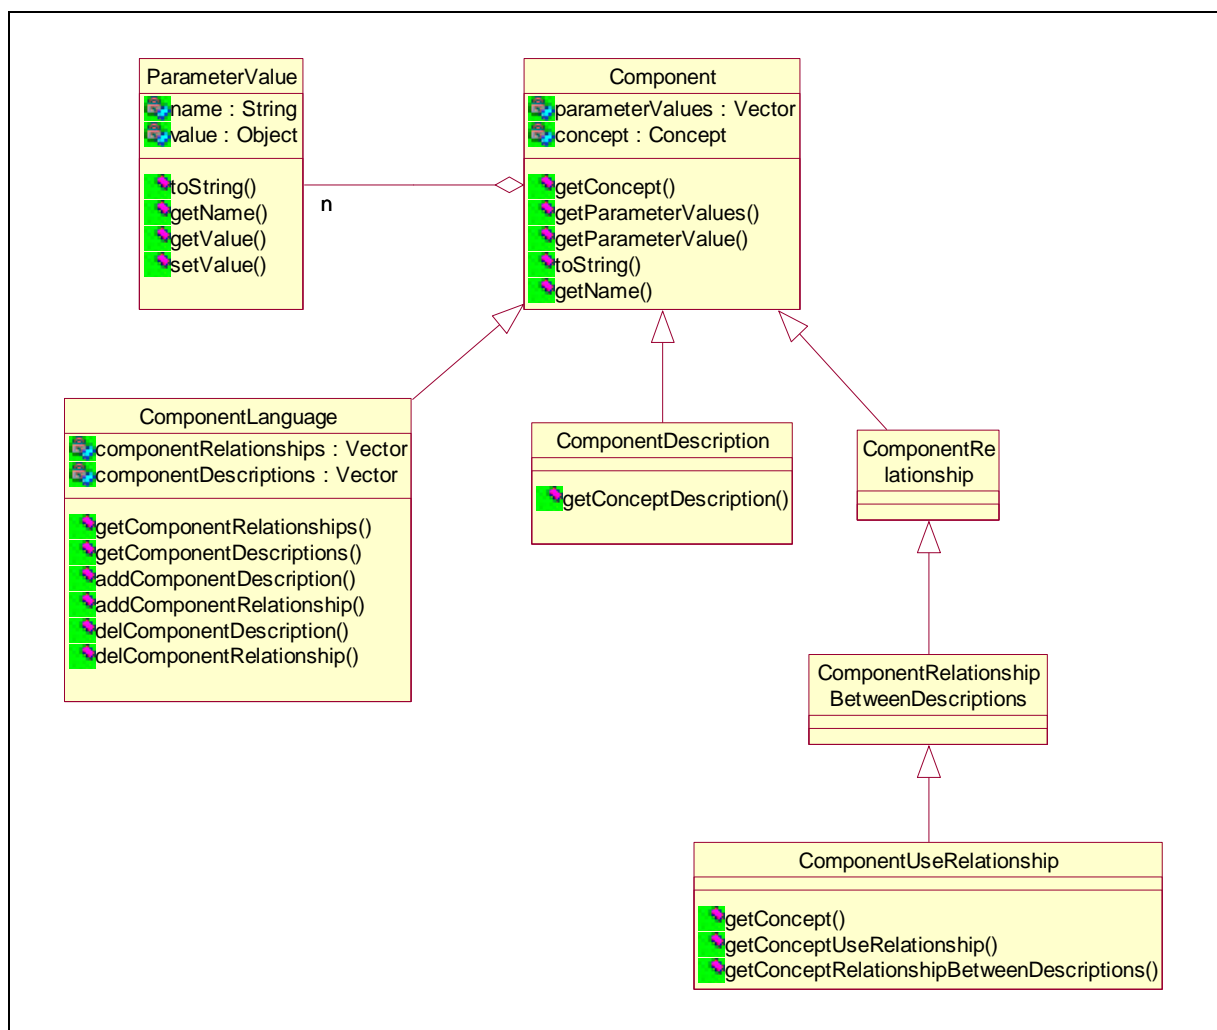 ParameterValue
name : String
value : Object
toString()
getName()
getValue()
setValue()
n
Component
parameterValues : Vector
concept : Concept
getConcept()
getParameterValues()
getParameterValue()
toString()
getName()
ComponentLanguage
componentRelationships : Vector
componentDescriptions : Vector
getComponentRelationships()
getComponentDescriptions()
addComponentDescription()
addComponentRelationship()
delComponentDescription()
delComponentRelationship()
ComponentDescription
getConceptDescription()
ComponentRe
lationship
ComponentRelationship
BetweenDescriptions
ComponentUseRelationship
getConcept()
getConceptUseRelationship()
getConceptRelationshipBetweenDescriptions()